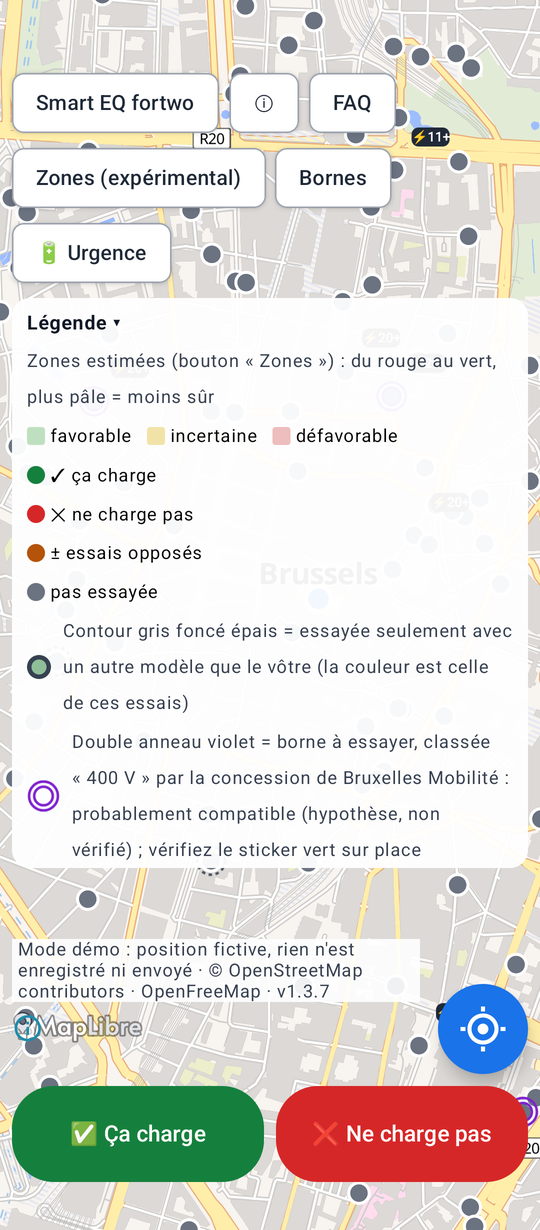 Smart EQ fortwo
ⓘ
FAQ
R20
⚡11+
Zones (expérimental)
Bornes
🔋 Urgence
Légende ▾
Zones estimées (bouton « Zones ») : du rouge au vert,
plus pâle = moins sûr
favorable
incertaine
défavorable
✓ ça charge
✕ ne charge pas
± essais opposés
Brussels
pas essayée
Contour gris foncé épais = essayée seulement avec
un autre modèle que le vôtre (la couleur est celle
de ces essais)
Double anneau violet = borne à essayer, classée
« 400 V » par la concession de Bruxelles Mobilité :
probablement compatible (hypothèse, non
vérifié) ; vérifiez le sticker vert sur place
Mode démo : position fictive, rien n'est
enregistré ni envoyé · © OpenStreetMap
contributors · OpenFreeMap · v1.3.7
MapLibre
✅ Ça charge
❌ Ne charge pas